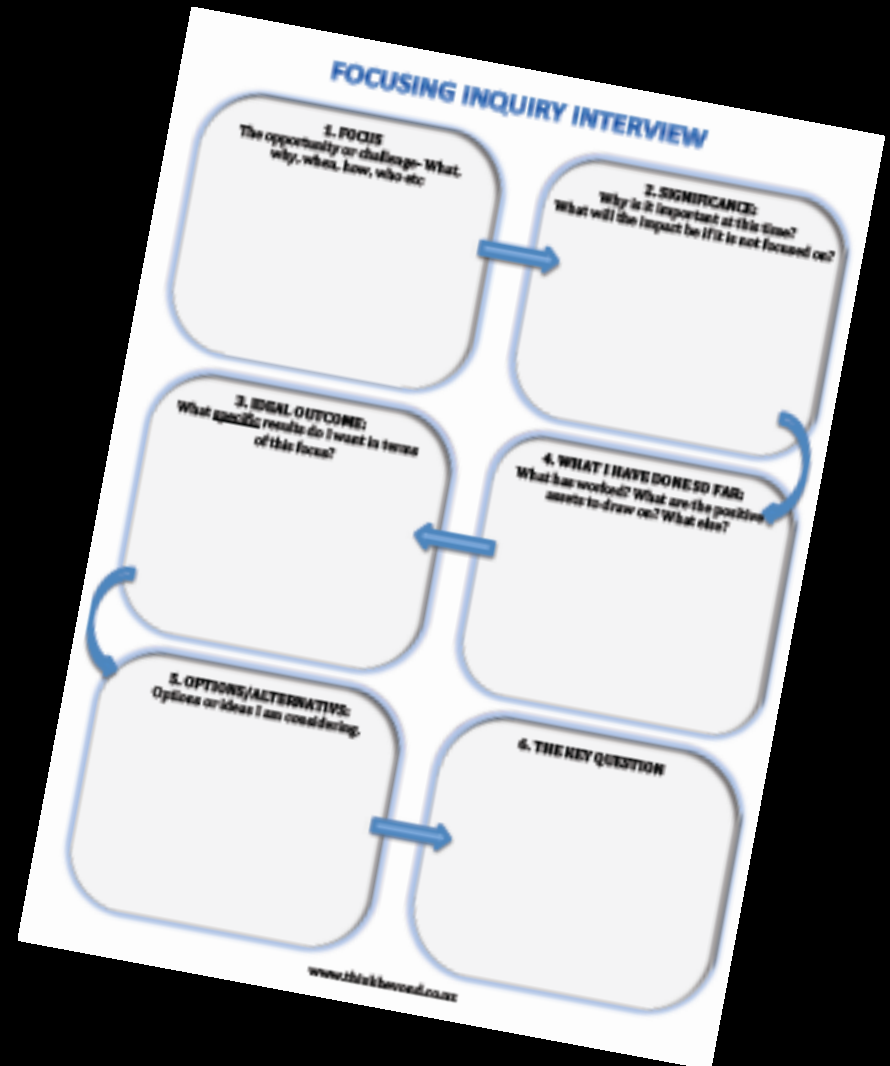 FOCUSING INQUIRY INTERVIEW
1. FOCUS
The opportunity or challenge- What,
why, when, how, who etc
2. SIGNIFICANCE:
Why is it important at this time?
What will the impact be if it is not focused on?
3. IDEAL OUTCOME:
What specific results do I want in terms
of this focus?
4. WHAT I HAVE DONE SO FAR:
What has worked? What are the positive
assets to draw on? What else?
5. OPTIONS/ALTERNATIVS:
Options or ideas I am considering.
6. THE KEY QUESTION
www.thinkbeyond.co.nz